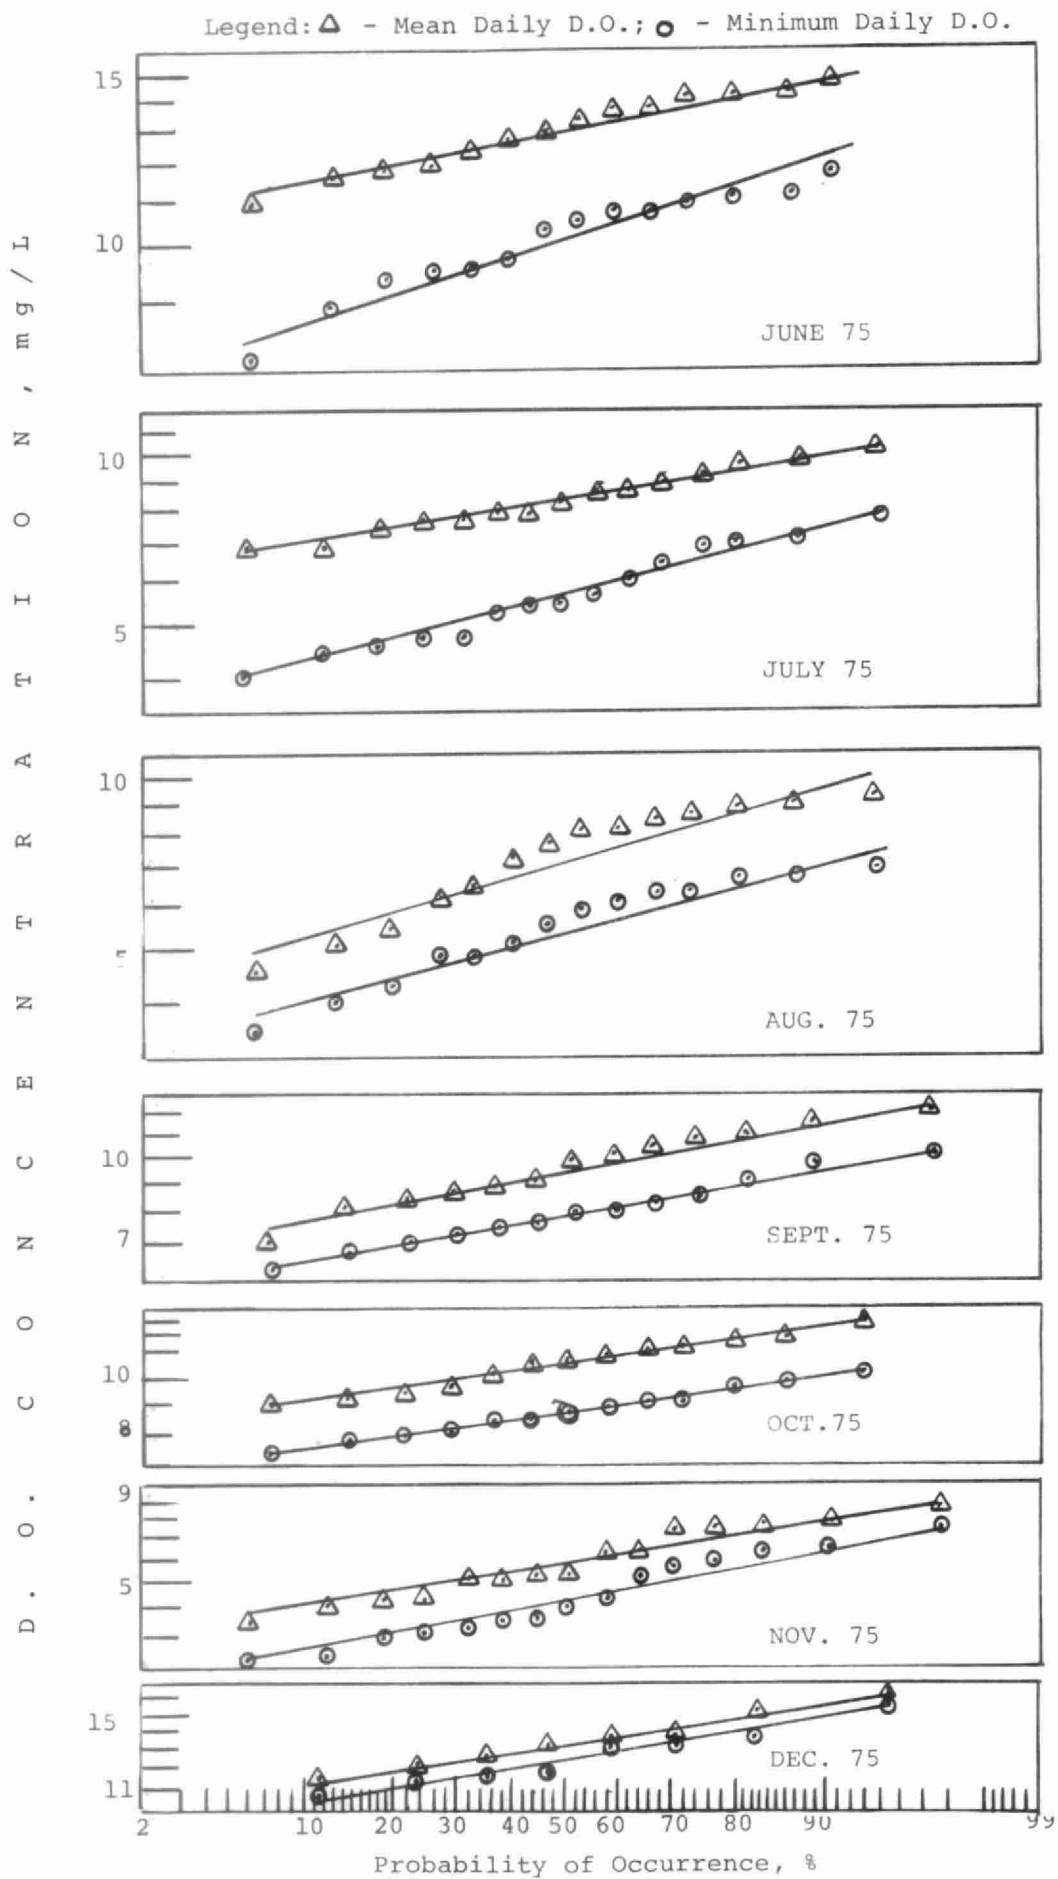 Legend: △ - Mean Daily D.O.; o - Minimum Daily D.O.
D. O. CONCENTRATION, mg/L
15
10
JUNE 75
10
5
JULY 75
10
AUG. 75
10
7
SEPT. 75
10
8
OCT.75
9
5
NOV. 75
15
11
DEC. 75
2 10 20 30 40 50 60 70 80 90 99
Probability of Occurrence, %